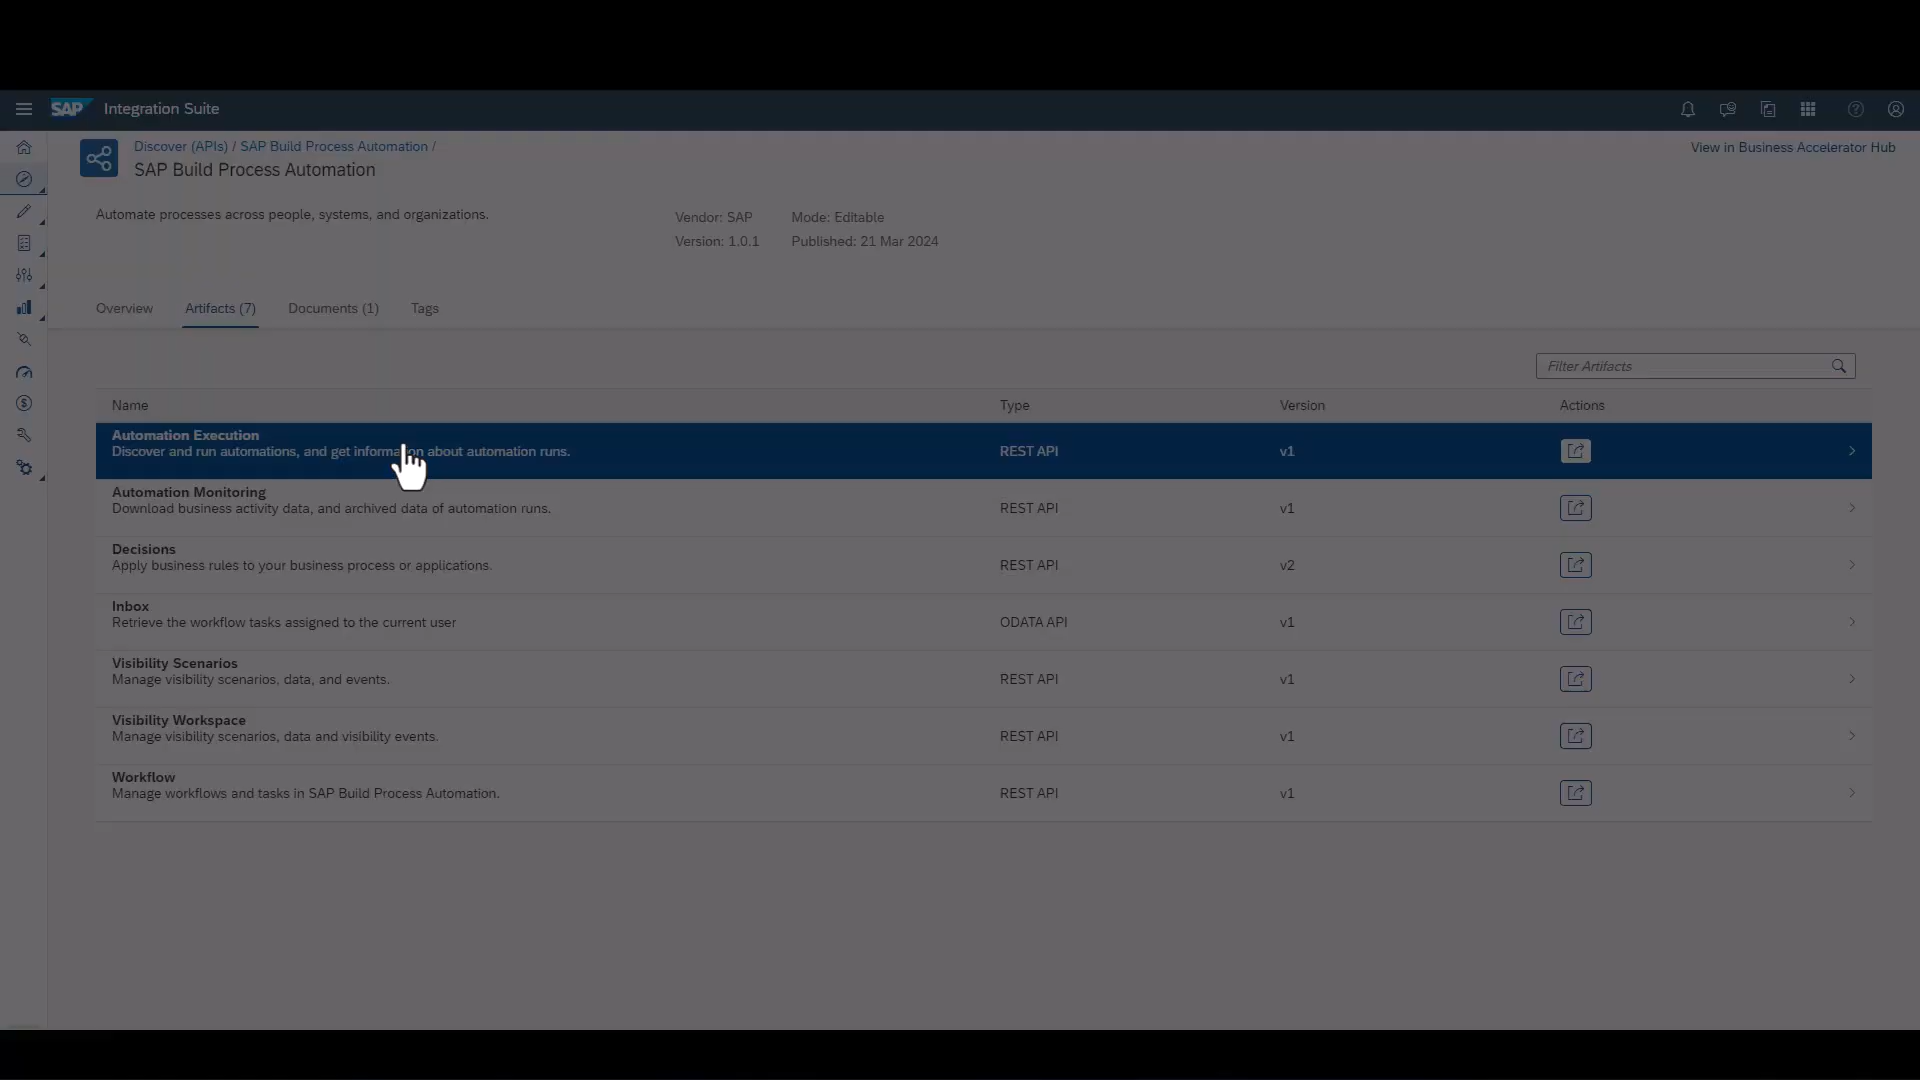 SAP Integration Suite
Discover (APIs) / SAP Build Process Automation /
View in Business Accelerator Hub
SAP Build Process Automation
Automate processes across people, systems, and organizations.
Vendor: SAP Mode: Editable
Version: 1.0.1 Published: 21 Mar 2024
Overview Artifacts (7) Documents (1) Tags
Filter Artifacts
Name Type Version Actions
Automation Execution
Discover and run automations, and get information about automation runs. REST API v1
Automation Monitoring
Download business activity data, and archived data of automation runs. REST API v1
Decisions
Apply business rules to your business process or applications. REST API v2
Inbox
Retrieve the workflow tasks assigned to the current user ODATA API v1
Visibility Scenarios
Manage visibility scenarios, data, and events. REST API v1
Visibility Workspace
Manage visibility scenarios, data and visibility events. REST API v1
Workflow
Manage workflows and tasks in SAP Build Process Automation. REST API v1